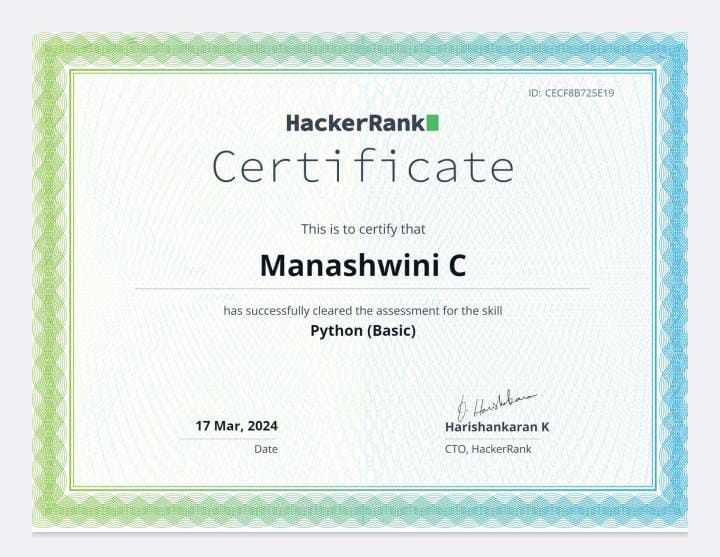 ID: CECF8B725E19
HackerRank
Certificate
This is to certify that
Manashwini C
has successfully cleared the assessment for the skill
Python (Basic)
D. Harishankaran
17 Mar, 2024
Harishankaran K
Date
CTO, HackerRank